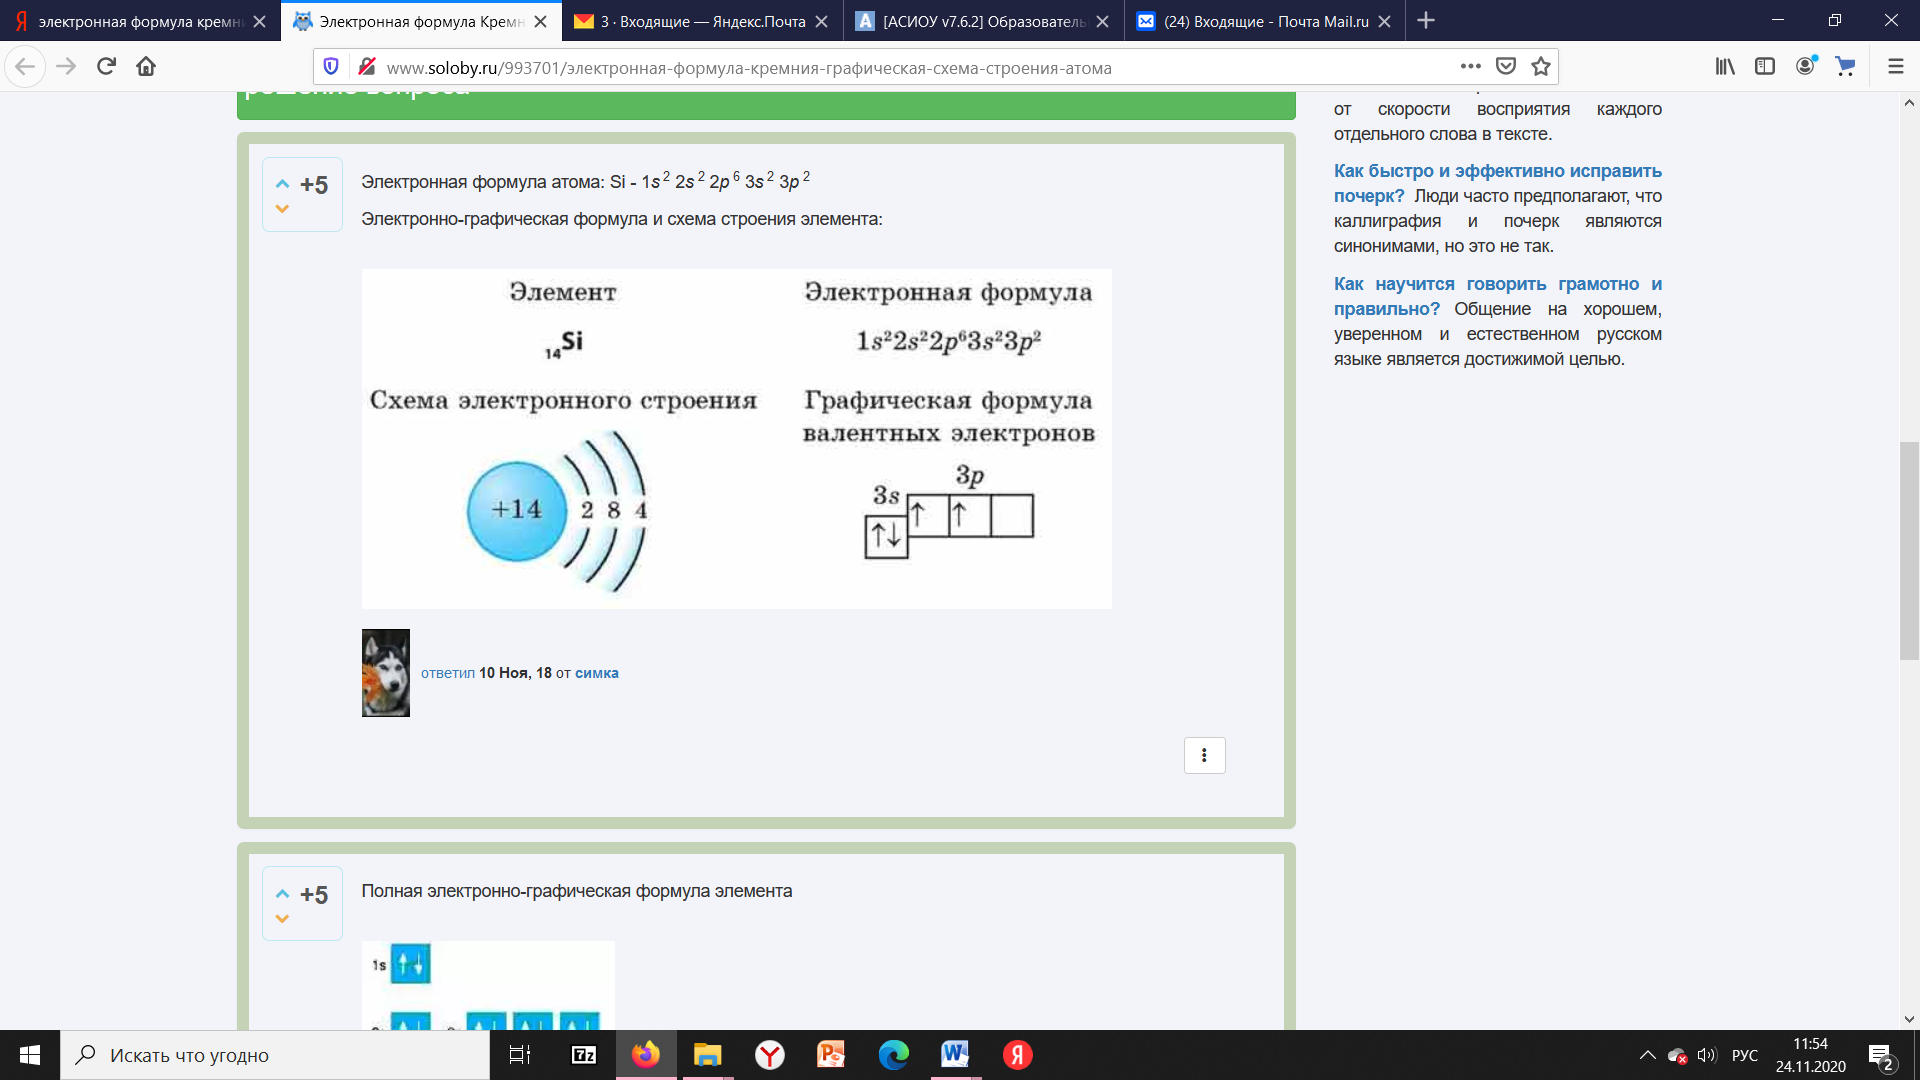 электронная формула кремн
Электронная формула Кремн
3 · Входящие — Яндекс.Почта
[АСИОУ v7.6.2] Образователь
(24) Входящие - Почта Mail.ru
www.soloby.ru/993701/электронная-формула-кремния-графическая-схема-строения-атома
от скорости восприятия каждого
отдельного слова в тексте.
Как быстро и эффективно исправить
почерк? Люди часто предполагают, что
каллиграфия и почерк являются
синонимами, но это не так.
Как научится говорить грамотно и
правильно? Общение на хорошем,
уверенном и естественном русском
языке является достижимой целью.
+5
Электронная формула атома: Si - 1s² 2s² 2p⁶ 3s² 3p²
Электронно-графическая формула и схема строения элемента:
Элемент
₁₄Si
Электронная формула
1s²2s²2p⁶3s²3p²
Схема электронного строения
+14 2 8 4
Графическая формула
валентных электронов
3p
3s
↑↓ ↑ ↑
ответил 10 Ноя, 18 от симка
+5
Полная электронно-графическая формула элемента
1s
Искать что угодно
7z
РУС
11:54
24.11.2020
2